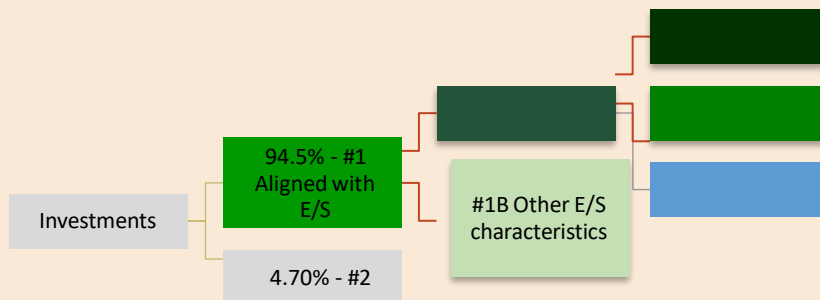 94.5% - #1
Aligned with
E/S
#1B Other E/S
characteristics
Investments
4.70% - #2